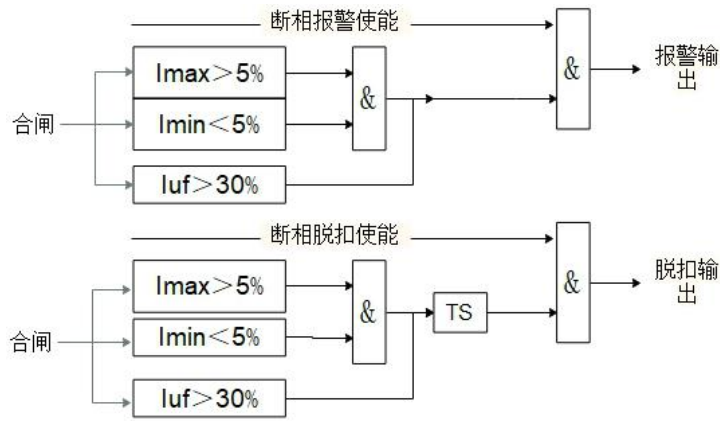 断相报警使能
Imax＞5%
&
&
报警输
出
合闸
Imin＜5%
Iuf＞30%
断相脱扣使能
Imax＞5%
&
&
脱扣输
出
TS
合闸
Imin＜5%
Iuf＞30%